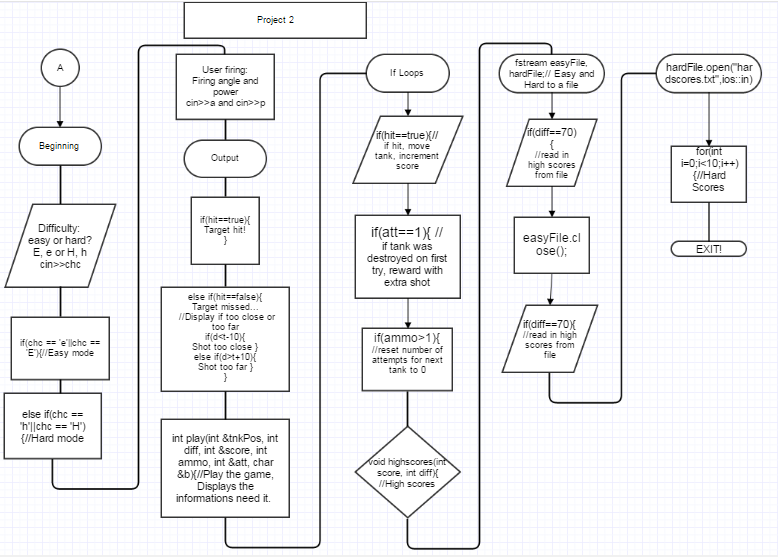 Project 2
A
Beginning
Difficulty:
easy or hard?
E, e or H, h
cin>>chc
if(chc == 'e'||chc ==
'E'){//Easy mode
else if(chc ==
'h'||chc == 'H')
{//Hard mode
User firing:
Firing angle and
power
cin>>a and cin>>p
Output
if(hit==true){
Target hit!
}
else if(hit==false){
Target missed...
//Display if too close or
too far
if(d<t-10){
Shot too close }
else if(d>t+10){
Shot too far }
}
int play(int &tnkPos, int
diff, int &score, int
ammo, int &att, char
&b){//Play the game,
Displays the
informations need it.
If Loops
if(hit==true){//
if hit, move
tank, increment
score
if(att==1){ //
if tank was
destroyed on first
try, reward with
extra shot
if(ammo>1){
//reset number of
attempts for next
tank to 0
void highscores(int
score, int diff){
//High scores
fstream easyFile,
hardFile;// Easy and
Hard to a file
if(diff==70)
{
//read in
high scores
from file
easyFile.cl
ose();
if(diff==70){
//read in high
scores from
file
hardFile.open("har
dscores.txt",ios::in)
for(int
i=0;i<10;i++)
{//Hard
Scores
EXIT!